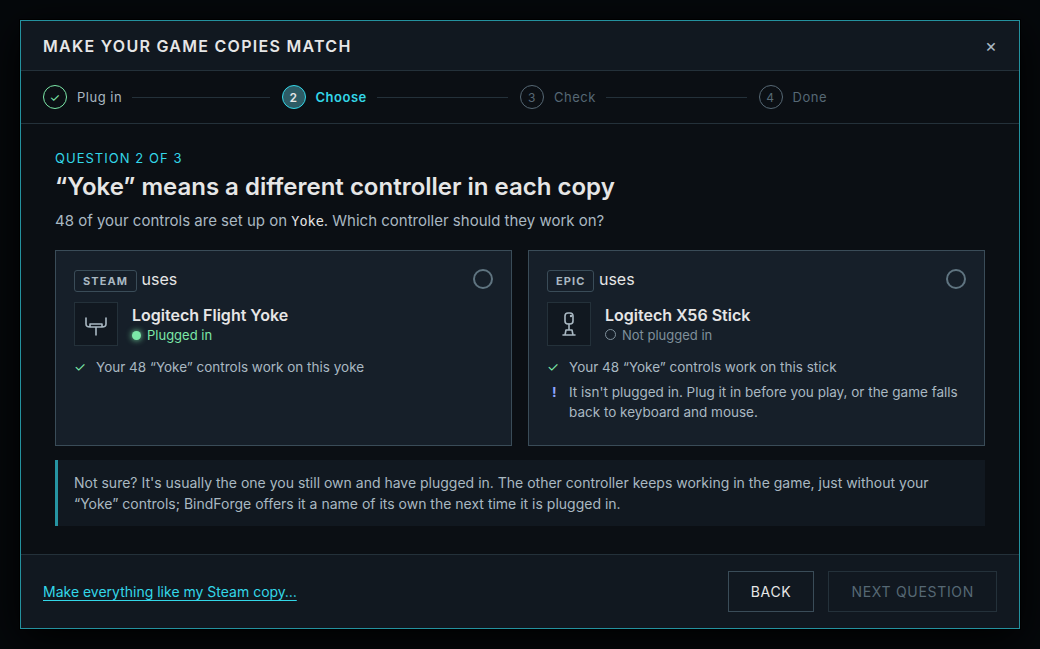 MAKE YOUR GAME COPIES MATCH
×
✓ Plug in
2 Choose
3 Check
4 Done
QUESTION 2 OF 3
“Yoke” means a different controller in each copy
48 of your controls are set up on Yoke. Which controller should they work on?
STEAM uses
Logitech Flight Yoke
Plugged in
✓ Your 48 “Yoke” controls work on this yoke
EPIC uses
Logitech X56 Stick
Not plugged in
✓ Your 48 “Yoke” controls work on this stick
! It isn't plugged in. Plug it in before you play, or the game falls
back to keyboard and mouse.
Not sure? It's usually the one you still own and have plugged in. The other controller keeps working in the game, just without your
“Yoke” controls; BindForge offers it a name of its own the next time it is plugged in.
Make everything like my Steam copy...
BACK
NEXT QUESTION